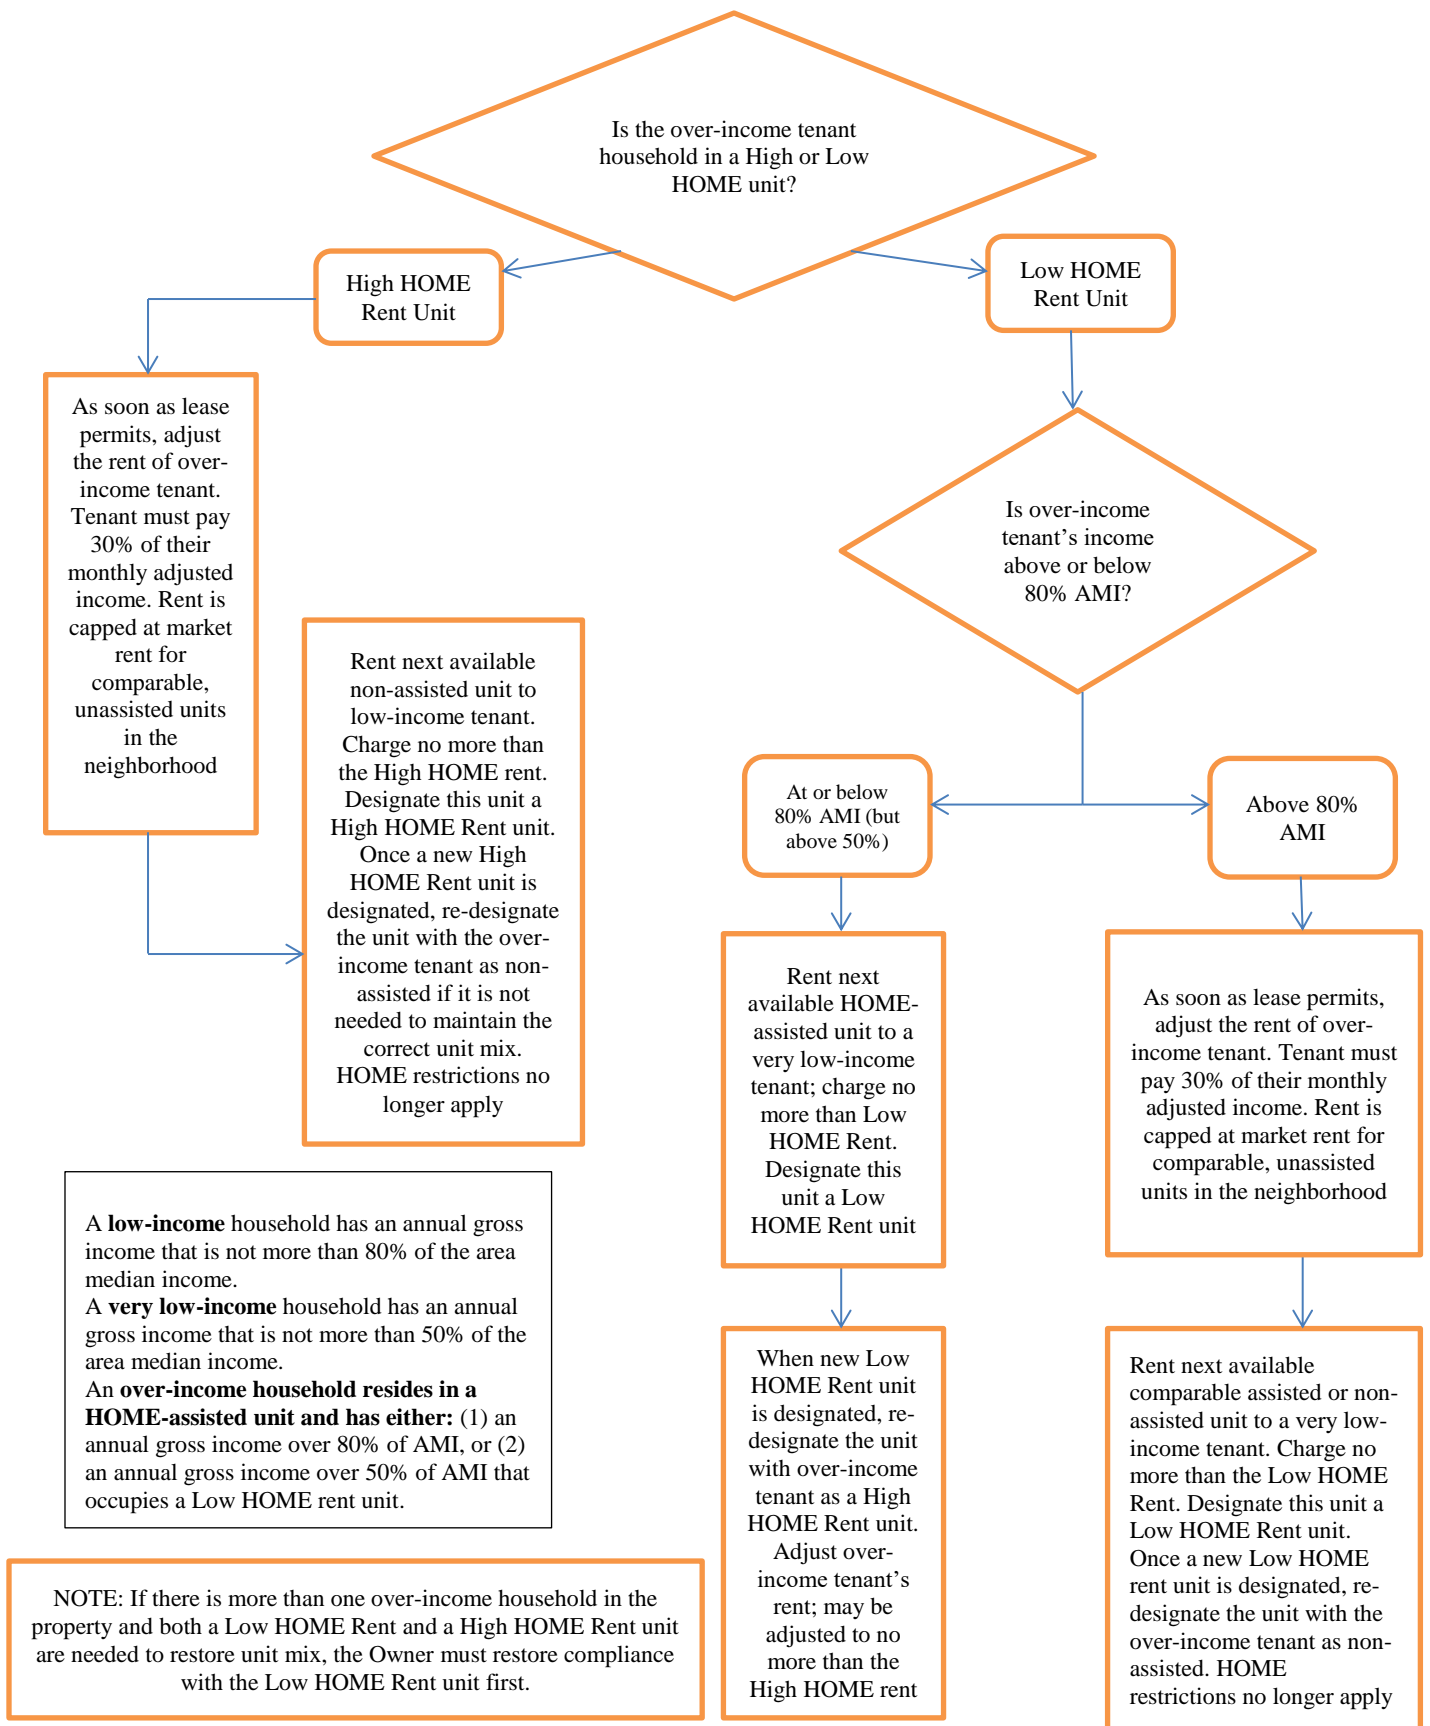 Is the over-income tenant
household in a High or Low
HOME unit?
High HOME
Rent Unit
Low HOME
Rent Unit
As soon as lease
permits, adjust
the rent of over-
income tenant.
Tenant must pay
30% of their
monthly adjusted
income. Rent is
capped at market
rent for
comparable,
unassisted units
in the
neighborhood
Rent next available
non-assisted unit to
low-income tenant.
Charge no more than
the High HOME rent.
Designate this unit a
High HOME Rent unit.
Once a new High
HOME Rent unit is
designated, re-designate
the unit with the over-
income tenant as non-
assisted if it is not
needed to maintain the
correct unit mix.
HOME restrictions no
longer apply
Is over-income
tenant’s income
above or below
80% AMI?
At or below
80% AMI (but
above 50%)
Above 80%
AMI
Rent next
available HOME-
assisted unit to a
very low-income
tenant; charge no
more than Low
HOME Rent.
Designate this
unit a Low
HOME Rent unit
As soon as lease permits,
adjust the rent of over-
income tenant. Tenant must
pay 30% of their monthly
adjusted income. Rent is
capped at market rent for
comparable, unassisted
units in the neighborhood
When new Low
HOME Rent unit
is designated, re-
designate the unit
with over-income
tenant as a High
HOME Rent unit.
Adjust over-
income tenant’s
rent; may be
adjusted to no
more than the
High HOME rent
Rent next available
comparable assisted or non-
assisted unit to a very low-
income tenant. Charge no
more than the Low HOME
Rent. Designate this unit a
Low HOME Rent unit.
Once a new Low HOME
rent unit is designated, re-
designate the unit with the
over-income tenant as non-
assisted. HOME
restrictions no longer apply
A low-income household has an annual gross
income that is not more than 80% of the area
median income.
A very low-income household has an annual
gross income that is not more than 50% of the
area median income.
An over-income household resides in a
HOME-assisted unit and has either: (1) an
annual gross income over 80% of AMI, or (2)
an annual gross income over 50% of AMI that
occupies a Low HOME rent unit.
NOTE: If there is more than one over-income household in the
property and both a Low HOME Rent and a High HOME Rent unit
are needed to restore unit mix, the Owner must restore compliance
with the Low HOME Rent unit first.